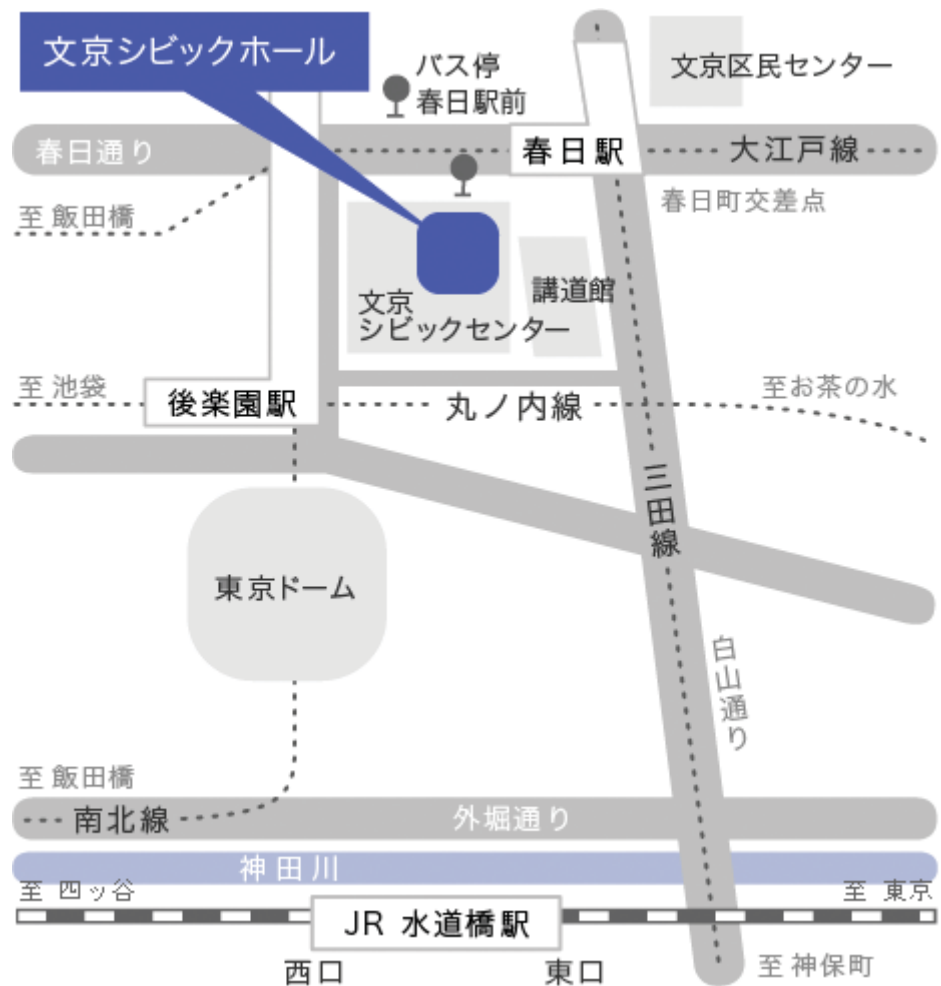 文京シビックホール
バス停
春日駅前
文京区民センター
春日通り
春日駅
大江戸線
春日町交差点
至 飯田橋
講道館
文京
シビックセンター
至 池袋
後楽園駅
丸ノ内線
至お茶の水
三田線
東京ドーム
白山通り
至 飯田橋
南北線
外堀通り
神田川
至 四ッ谷
至 東京
JR 水道橋駅
西口
東口
至 神保町